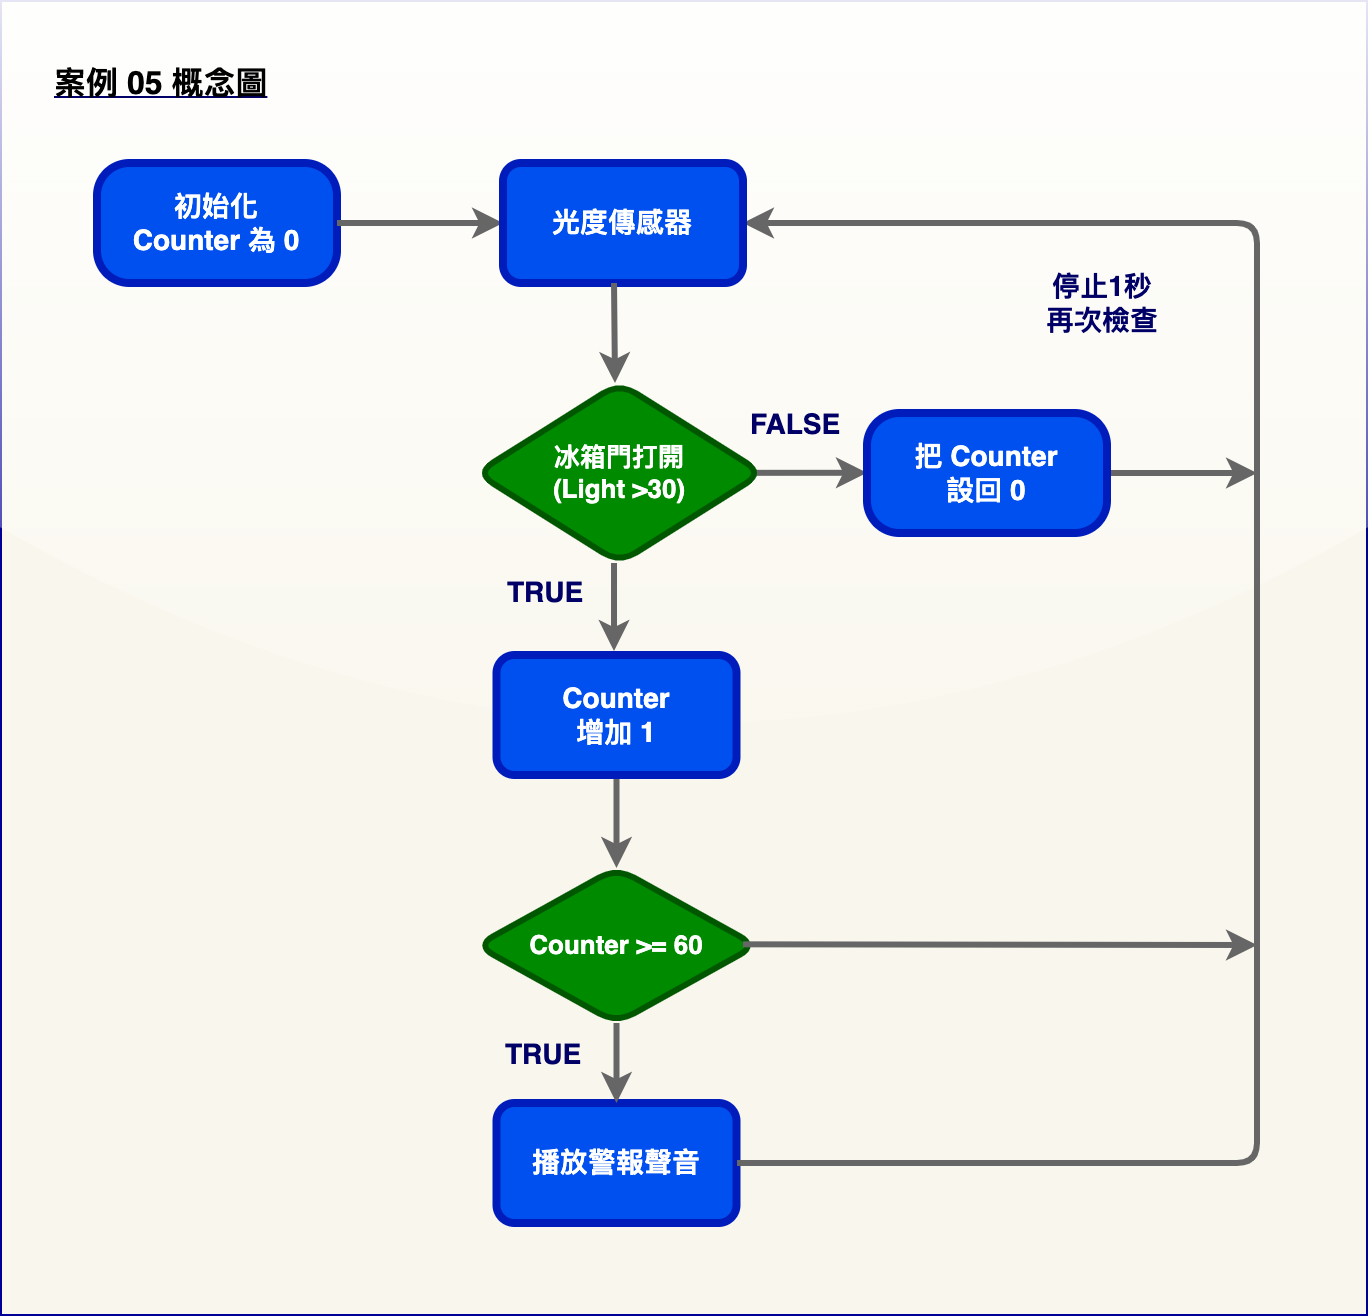 案例 05 概念圖
初始化
Counter 為 0
光度傳感器
停止1秒
再次檢查
冰箱門打開
(Light >30)
FALSE
把 Counter
設回 0
TRUE
Counter
增加 1
Counter >= 60
TRUE
播放警報聲音